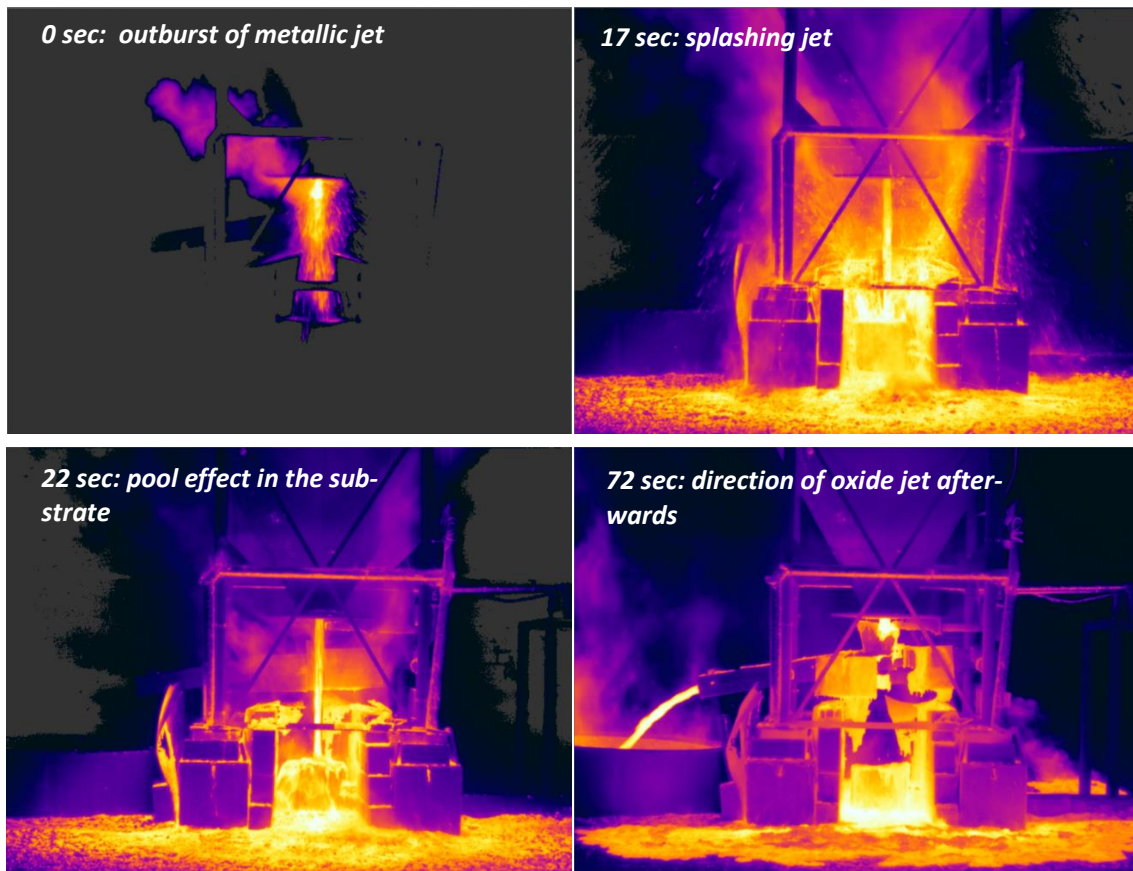 0 sec: outburst of metallic jet
17 sec: splashing jet
22 sec: pool effect in the sub-
strate
72 sec: direction of oxide jet after-
wards